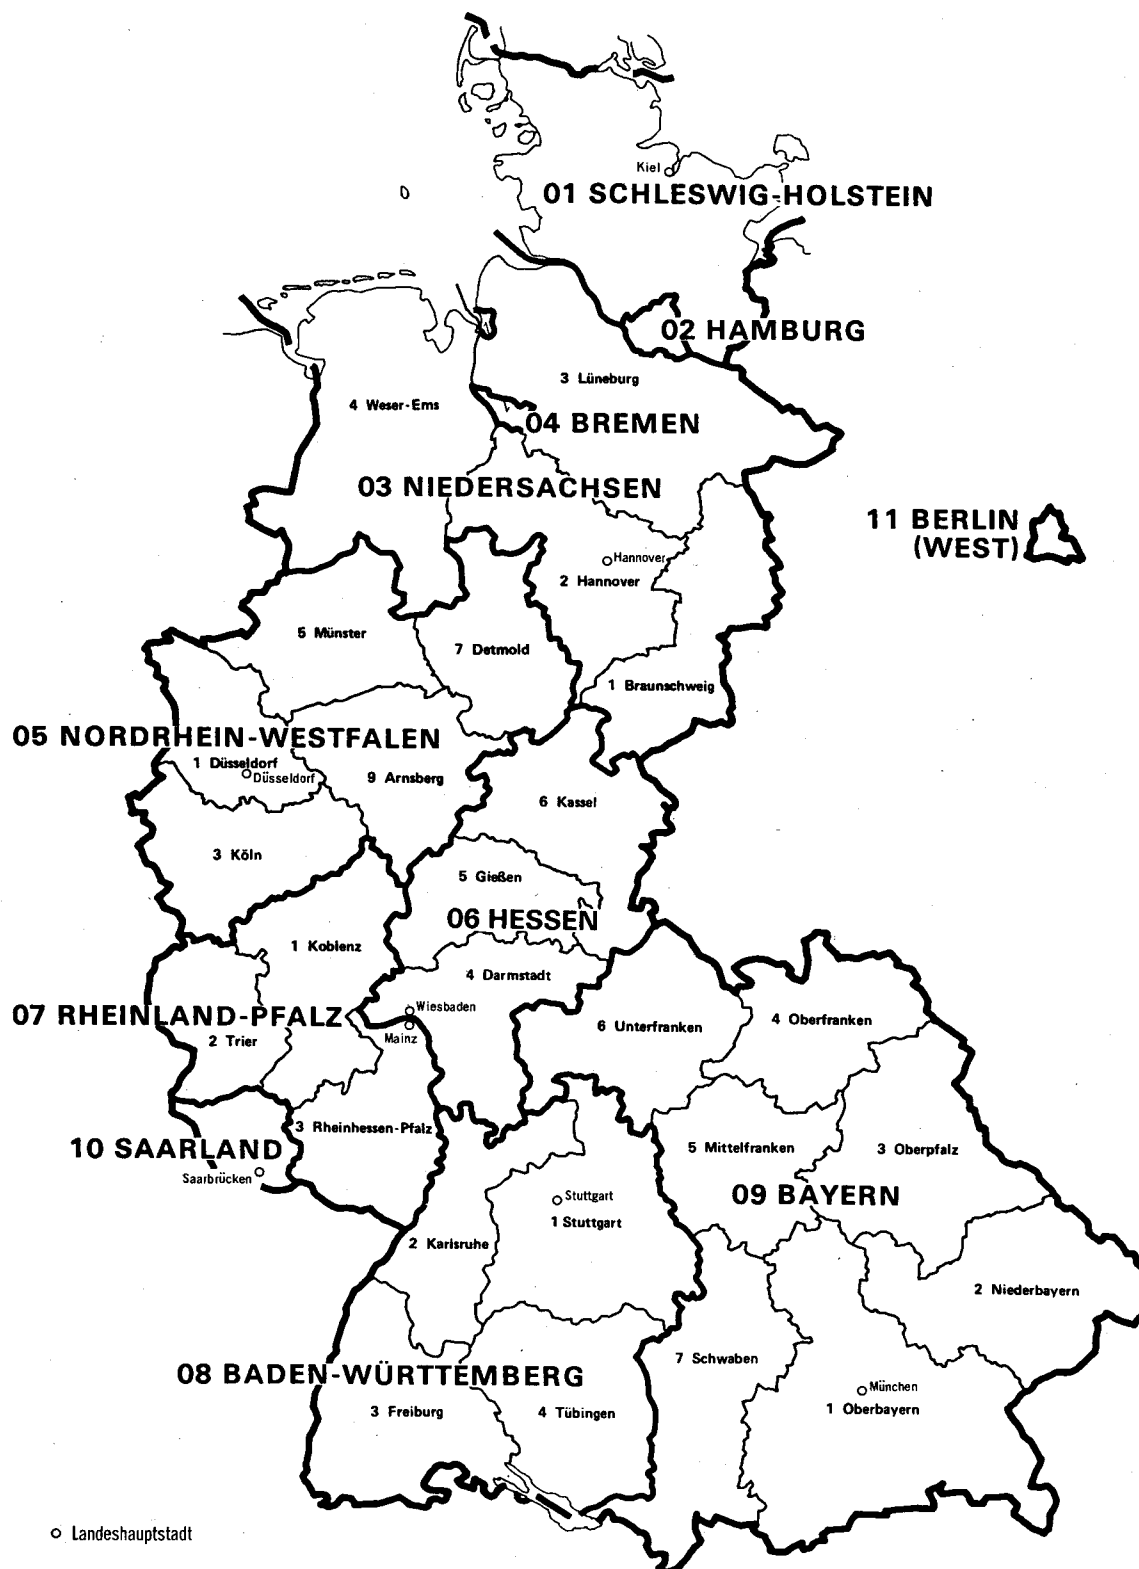 Kiel
01 SCHLESWIG-HOLSTEIN
02 HAMBURG
3 Lüneburg
4 Weser-Ems
04 BREMEN
03 NIEDERSACHSEN
11 BERLIN
(WEST)
Hannover
2 Hannover
5 Münster
7 Detmold
1 Braunschweig
05 NORDRHEIN-WESTFALEN
1 Düsseldorf
Düsseldorf
9 Arnsberg
6 Kassel
3 Köln
5 Gießen
06 HESSEN
1 Koblenz
4 Darmstadt
Wiesbaden
07 RHEINLAND-PFALZ
Mainz
2 Trier
6 Unterfranken
4 Oberfranken
3 Rheinhessen-Pfalz
10 SAARLAND
Saarbrücken
5 Mittelfranken
3 Oberpfalz
09 BAYERN
Stuttgart
1 Stuttgart
2 Karlsruhe
2 Niederbayern
7 Schwaben
08 BADEN-WÜRTTEMBERG
München
1 Oberbayern
3 Freiburg
4 Tübingen
Landeshauptstadt